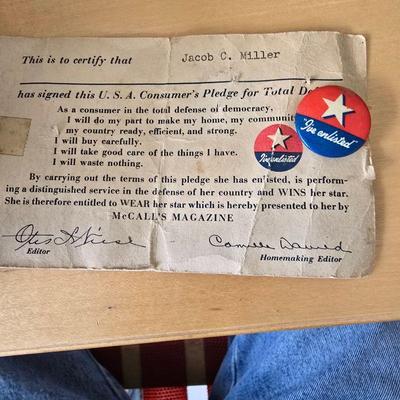 This is to certify that Jacob C. Miller
has signed this U. S. A. Consumer's Pledge for Total De
As a consumer in the total defense of democracy,
I will do my part to make my home, my communit
my country ready, efficient, and strong.
I will buy carefully.
I will take good care of the things I have.
I will waste nothing.
"I've enlisted"
"I've enlisted"
By carrying out the terms of this pledge she has enlisted, is perform-
ing a distinguished service in the defense of her country and WINS her star.
She is therefore entitled to WEAR her star which is hereby presented to her by
McCALL'S MAGAZINE
Otis L Wiese
Camille Davied
Editor
Homemaking Editor